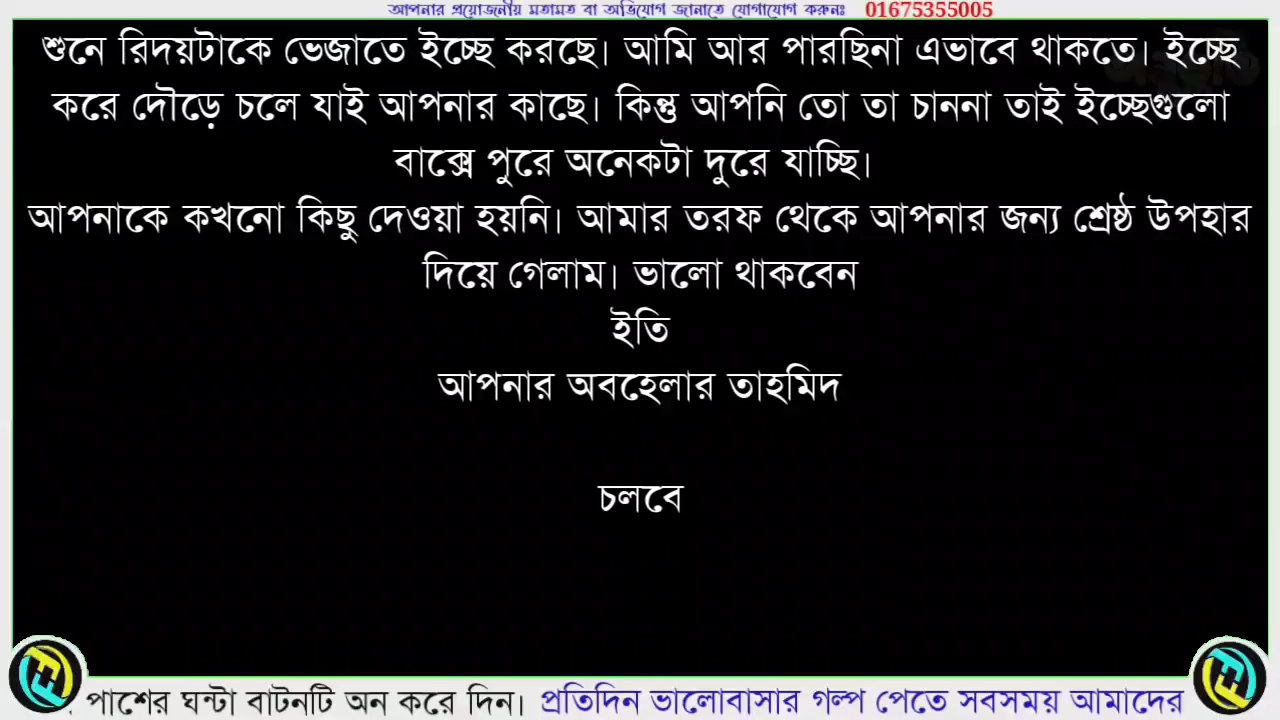 আপনার প্রয়োজনীয় মতামত বা অভিযোগ জানাতে যোগাযোগ করুনঃ 01675355005
শুনে রিদয়টাকে ভেজাতে ইচ্ছে করছে। আমি আর পারছিনা এভাবে থাকতে। ইচ্ছে
করে দৌড়ে চলে যাই আপনার কাছে। কিন্তু আপনি তো তা চাননা তাই ইচ্ছেগুলো
বাক্সে পুরে অনেকটা দুরে যাচ্ছি।
আপনাকে কখনো কিছু দেওয়া হয়নি। আমার তরফ থেকে আপনার জন্য শ্রেষ্ঠ উপহার
দিয়ে গেলাম। ভালো থাকবেন
ইতি
আপনার অবহেলার তাহমিদ
চলবে
পাশের ঘন্টা বাটনটি অন করে দিন। প্রতিদিন ভালোবাসার গল্প পেতে সবসময় আমাদের